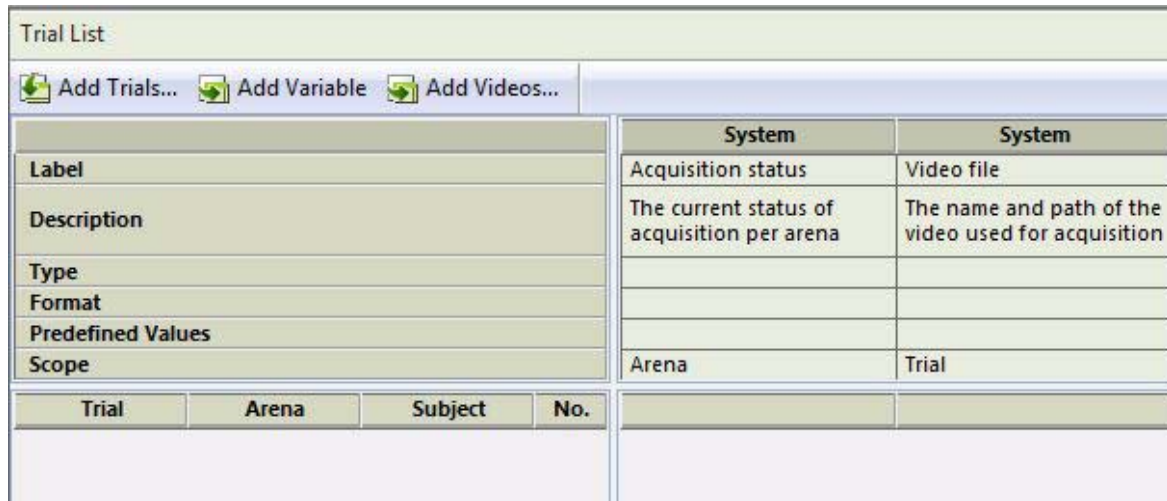 Trial List
Add Trials... Add Variable Add Videos...
System System
Label Acquisition status Video file
Description The current status of acquisition per arena The name and path of the video used for acquisition
Type
Format
Predefined Values
Scope Arena Trial
Trial Arena Subject No.